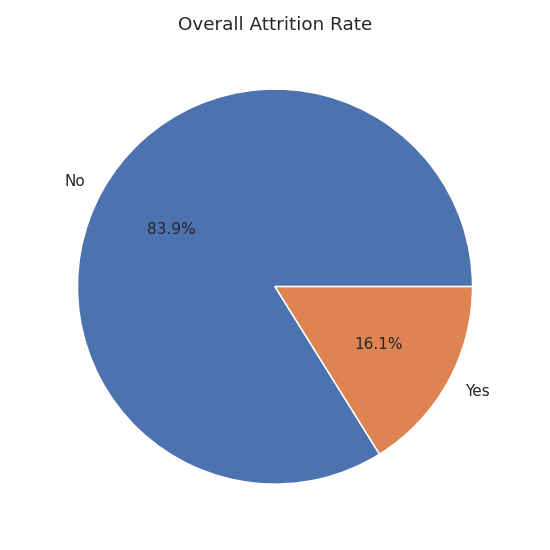 Overall Attrition Rate
No
83.9%
16.1%
Yes